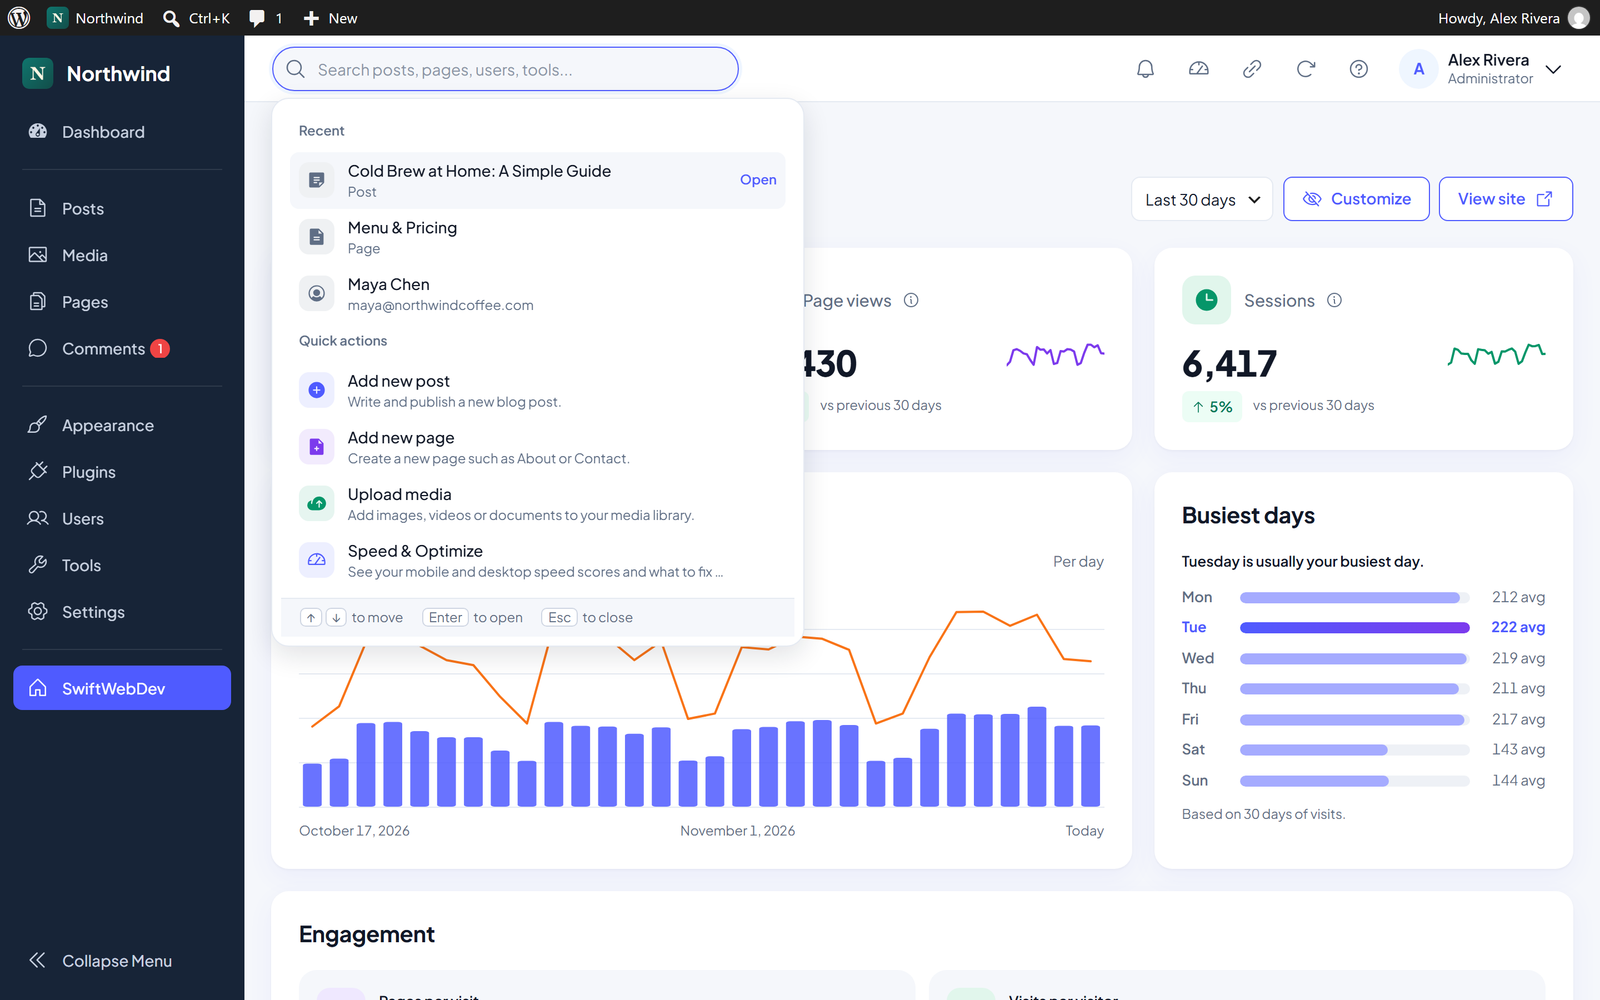 Northwind
Ctrl+K
1
New
Howdy, Alex Rivera
N
Northwind
Dashboard
Posts
Media
Pages
Comments 1
Appearance
Plugins
Users
Tools
Settings
SwiftWebDev
Collapse Menu
Search posts, pages, users, tools...
A
Alex Rivera
Administrator
Recent
Cold Brew at Home: A Simple Guide
Post
Open
Menu & Pricing
Page
Maya Chen
maya@northwindcoffee.com
Quick actions
Add new post
Write and publish a new blog post.
Add new page
Create a new page such as About or Contact.
Upload media
Add images, videos or documents to your media library.
Speed & Optimize
See your mobile and desktop speed scores and what to fix ...
↑ ↓ to move Enter to open Esc to close
Last 30 days
Customize
View site
Page views
430
vs previous 30 days
Sessions
6,417
↑ 5% vs previous 30 days
Per day
October 17, 2026
November 1, 2026
Today
Busiest days
Tuesday is usually your busiest day.
Mon 212 avg
Tue 222 avg
Wed 219 avg
Thu 211 avg
Fri 217 avg
Sat 143 avg
Sun 144 avg
Based on 30 days of visits.
Engagement
Pages per visit
Visits per visitor